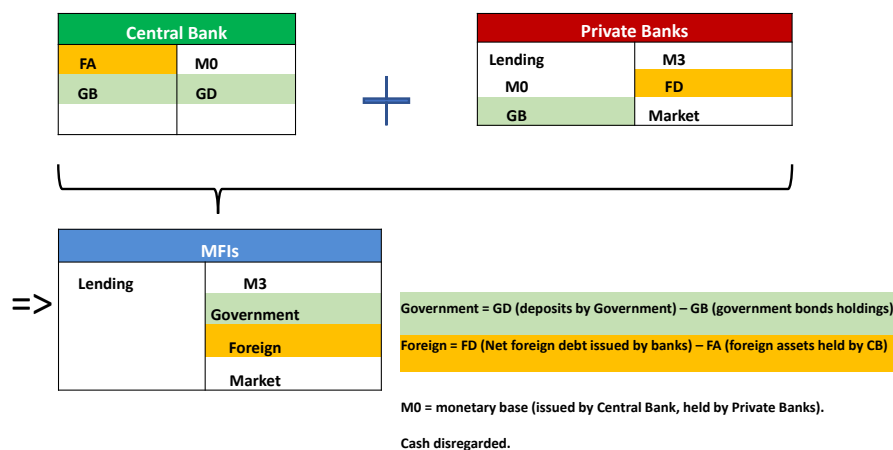 Central Bank
FA M0
GB GD
Private Banks
Lending M3
M0 FD
GB Market
MFIs
Lending M3
Government
Foreign
Market
=>
Government = GD (deposits by Government) – GB (government bonds holdings)
Foreign = FD (Net foreign debt issued by banks) – FA (foreign assets held by CB)
M0 = monetary base (issued by Central Bank, held by Private Banks).
Cash disregarded.